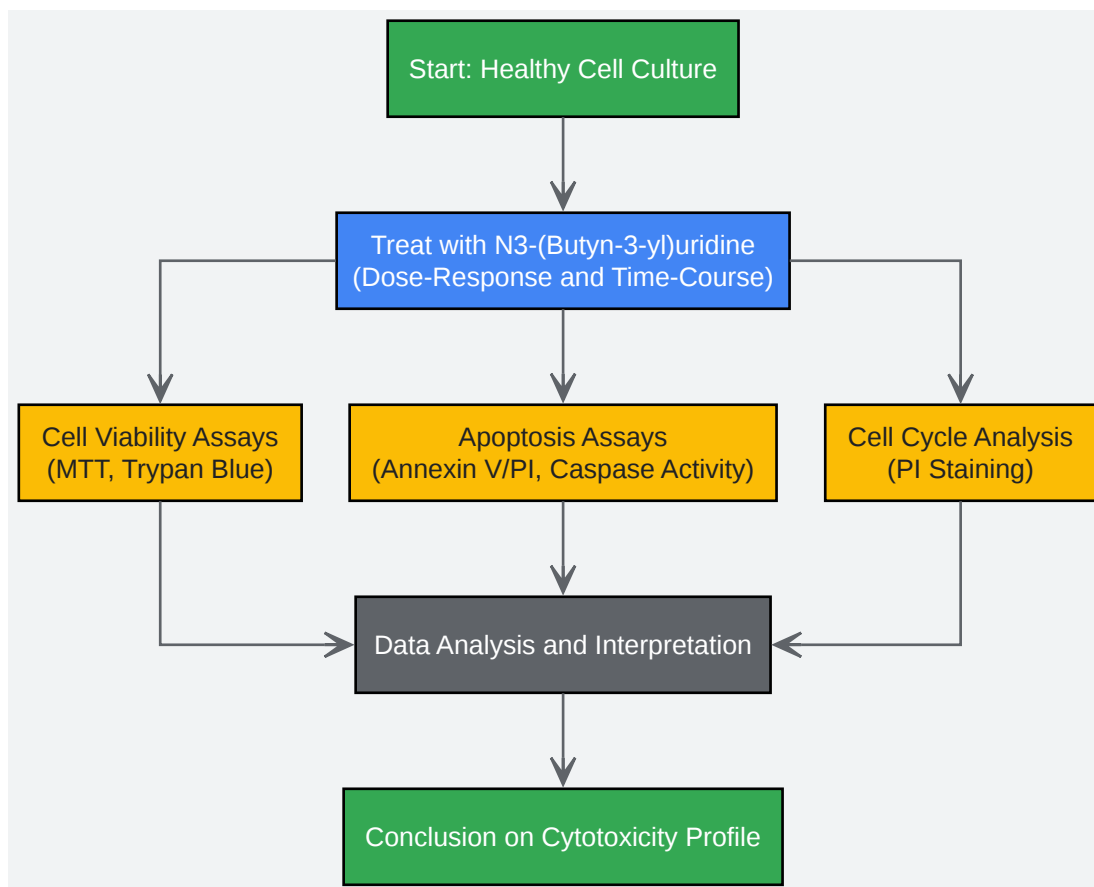 Start: Healthy Cell Culture
Treat with N3-(Butyn-3-yl)uridine
(Dose-Response and Time-Course)
Cell Viability Assays
(MTT, Trypan Blue)
Apoptosis Assays
(Annexin V/PI, Caspase Activity)
Cell Cycle Analysis
(PI Staining)
Data Analysis and Interpretation
Conclusion on Cytotoxicity Profile